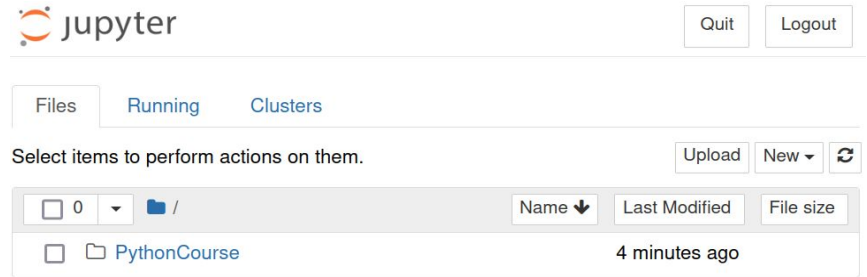 jupyter Quit Logout
Files Running Clusters
Select items to perform actions on them. Upload New
0 / Name Last Modified File size
PythonCourse 4 minutes ago